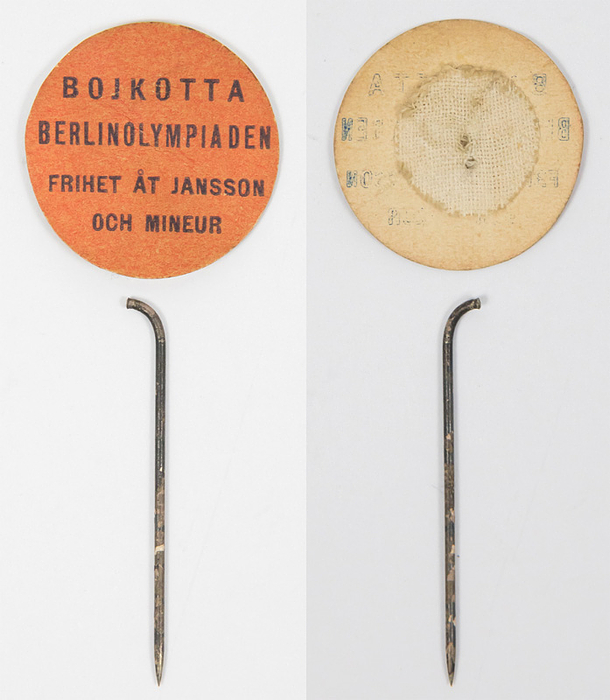 BOJKOTTA
BERLINOLYMPIADEN
FRIHET ÅT JANSSON
OCH MINEUR